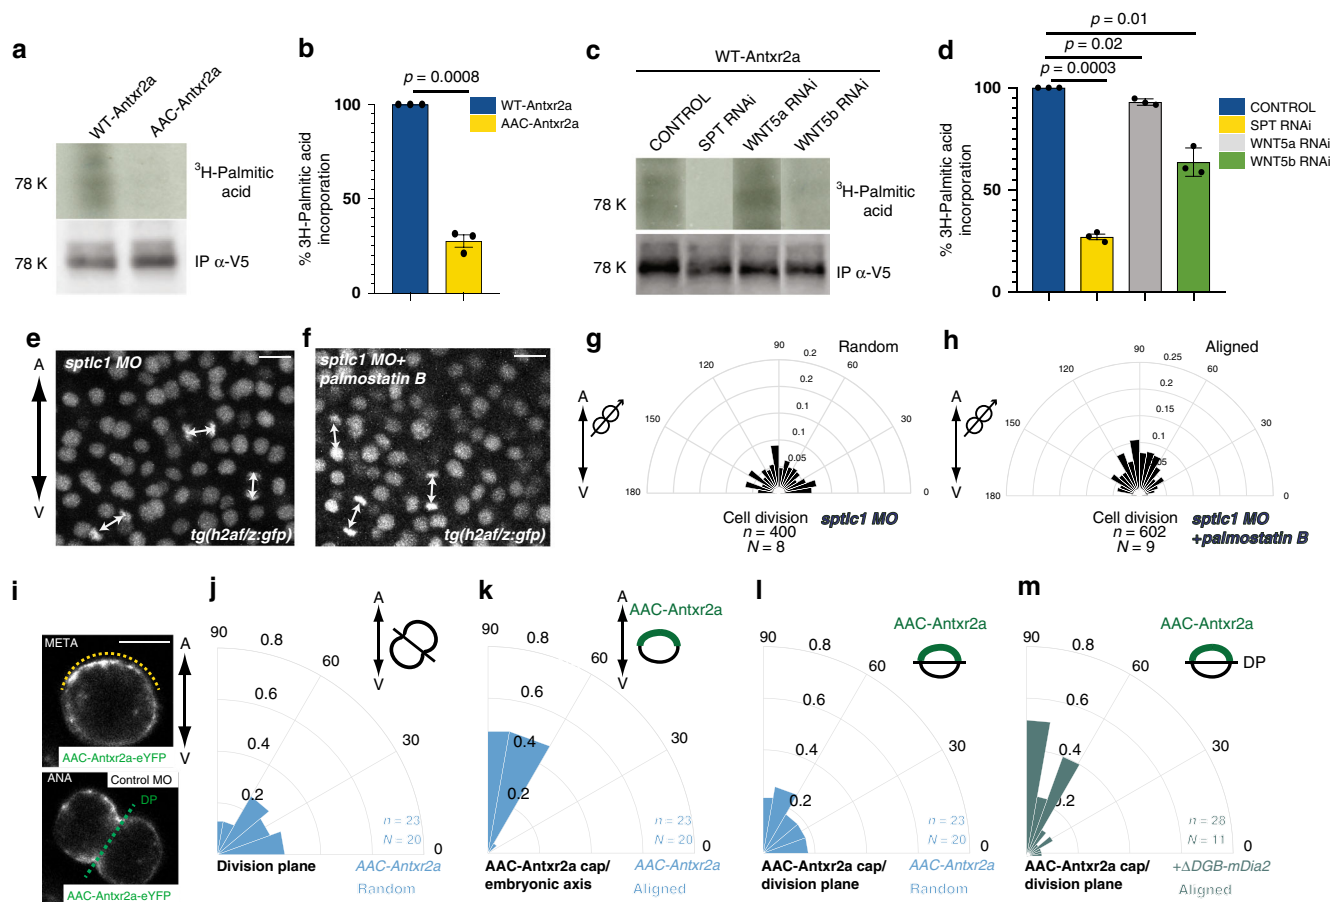 a
WT-Antxr2a
AAC-Antxr2a
78 K
3H-Palmitic
acid
78 K
IP α-V5
b
p = 0.0008
100
50
0
% 3H-Palmitic acid
incorporation
WT-Antxr2a
AAC-Antxr2a
c
WT-Antxr2a
CONTROL
SPT RNAi
WNT5a RNAi
WNT5b RNAi
78 K
3H-Palmitic
acid
78 K
IP α-V5
d
p = 0.01
p = 0.02
p = 0.0003
100
50
0
% 3H-Palmitic acid
incorporation
CONTROL
SPT RNAi
WNT5a RNAi
WNT5b RNAi
e
A
V
sptlc1 MO
tg(h2af/z:gfp)
f
sptlc1 MO+
palmostatin B
tg(h2af/z:gfp)
g
A
V
Random
90
120
60
150
30
180
0
0.2
0.2
0.1
0.1
0.05
Cell division
n = 400
N = 8
sptlc1 MO
h
A
V
Aligned
90
120
60
150
30
180
0
0.25
0.2
0.15
0.1
0.05
Cell division
n = 602
N = 9
sptlc1 MO
+palmostatin B
i
META
A
V
AAC-Antxr2a-eYFP
ANA
Control MO
DP
AAC-Antxr2a-eYFP
j
A
V
90
0.8
60
0.6
0.4
30
0.2
0
n = 23
N = 20
Division plane
AAC-Antxr2a
Random
k
A
V
AAC-Antxr2a
90
0.8
60
0.6
0.4
30
0.2
0
n = 23
N = 20
AAC-Antxr2a cap/
embryonic axis
AAC-Antxr2a
Aligned
l
AAC-Antxr2a
90
0.8
60
0.6
0.4
30
0.2
0
n = 23
N = 20
AAC-Antxr2a cap/
division plane
AAC-Antxr2a
Random
m
AAC-Antxr2a
DP
90
0.8
60
0.6
0.4
30
0.2
0
n = 28
N = 11
AAC-Antxr2a cap/
division plane
+ΔDGB-mDia2
Aligned